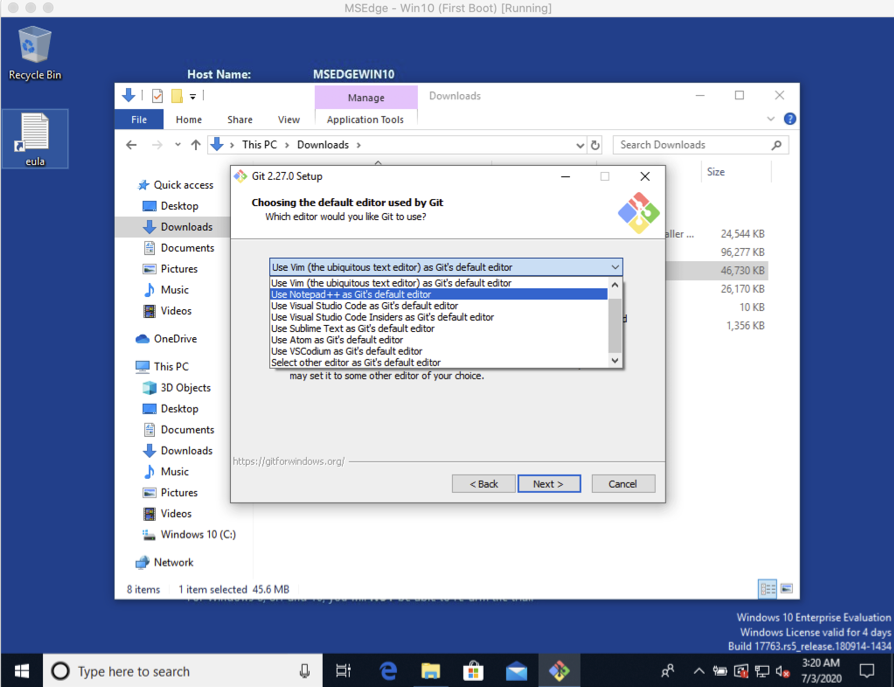 MSEdge - Win10 (First Boot) [Running]
Recycle Bin
Host Name: MSEDGEWIN10
eula
Manage Downloads
File Home Share View Application Tools
This PC > Downloads >
Search Downloads
Size
Quick access
Desktop
Downloads
Documents
Pictures
Music
Videos
OneDrive
This PC
3D Objects
Desktop
Documents
Downloads
Music
Pictures
Videos
Windows 10 (C:)
Network
24,544 KB
96,277 KB
46,730 KB
26,170 KB
10 KB
1,356 KB
8 items 1 item selected 45.6 MB
Git 2.27.0 Setup
Choosing the default editor used by Git
Which editor would you like Git to use?
Use Vim (the ubiquitous text editor) as Git's default editor
Use Vim (the ubiquitous text editor) as Git's default editor
Use Notepad++ as Git's default editor
Use Visual Studio Code as Git's default editor
Use Visual Studio Code Insiders as Git's default editor
Use Sublime Text as Git's default editor
Use Atom as Git's default editor
Use VSCodium as Git's default editor
Select other editor as Git's default editor
may set it to some other editor of your choice.
https://gitforwindows.org/
< Back Next > Cancel
Windows 10 Enterprise Evaluation
Windows License valid for 4 days
Build 17763.rs5_release.180914-1434
Type here to search
3:20 AM
7/3/2020